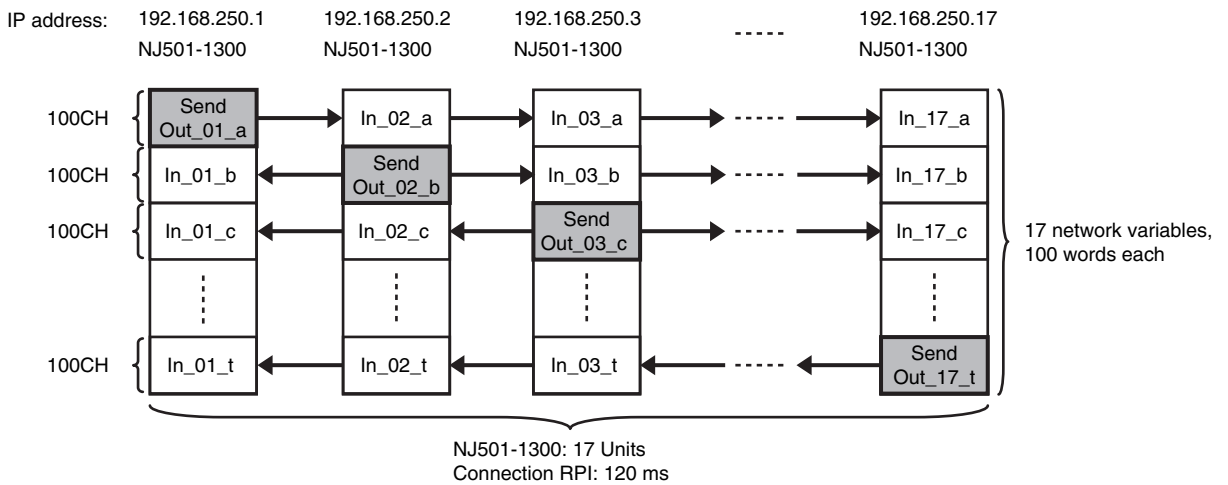 IP address: 192.168.250.1 192.168.250.2 192.168.250.3 192.168.250.17
NJ501-1300 NJ501-1300 NJ501-1300 NJ501-1300
100CH Send Out_01_a In_02_a In_03_a In_17_a
100CH In_01_b Send Out_02_b In_03_b In_17_b
100CH In_01_c In_02_c Send Out_03_c In_17_c
17 network variables,
100 words each
100CH In_01_t In_02_t In_03_t Send Out_17_t
NJ501-1300: 17 Units
Connection RPI: 120 ms